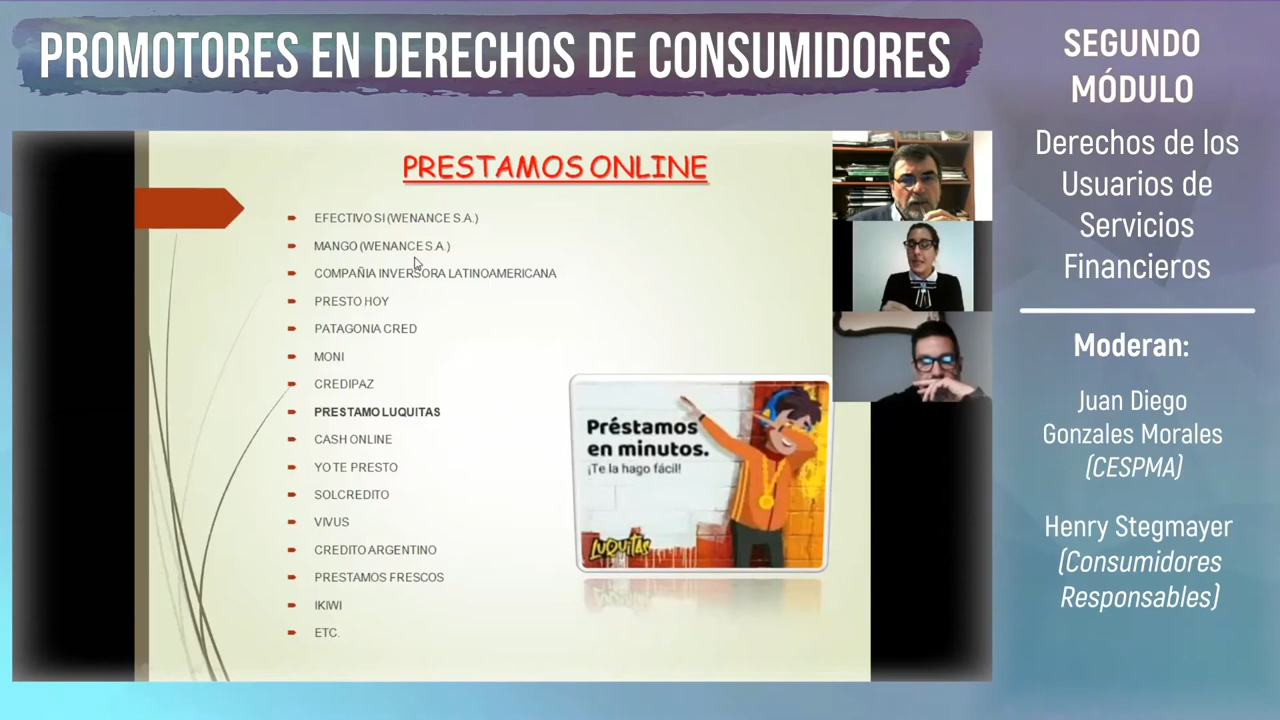 PROMOTORES EN DERECHOS DE CONSUMIDORES
PRESTAMOS ONLINE
EFECTIVO SI (WENANCE S.A.)
MANGO (WENANCE S.A.)
COMPAÑIA INVERSORA LATINOAMERICANA
PRESTO HOY
PATAGONIA CRED
MONI
CREDIPAZ
PRESTAMO LUQUITAS
CASH ONLINE
YO TE PRESTO
SOLCREDITO
VIVUS
CREDITO ARGENTINO
PRESTAMOS FRESCOS
IKIWI
ETC.
Préstamos
en minutos.
¡Te la hago fácil!
LUQUITAS
SEGUNDO
MÓDULO
Derechos de los
Usuarios de
Servicios
Financieros
Moderan:
Juan Diego
Gonzales Morales
(CESPMA)
Henry Stegmayer
(Consumidores
Responsables)